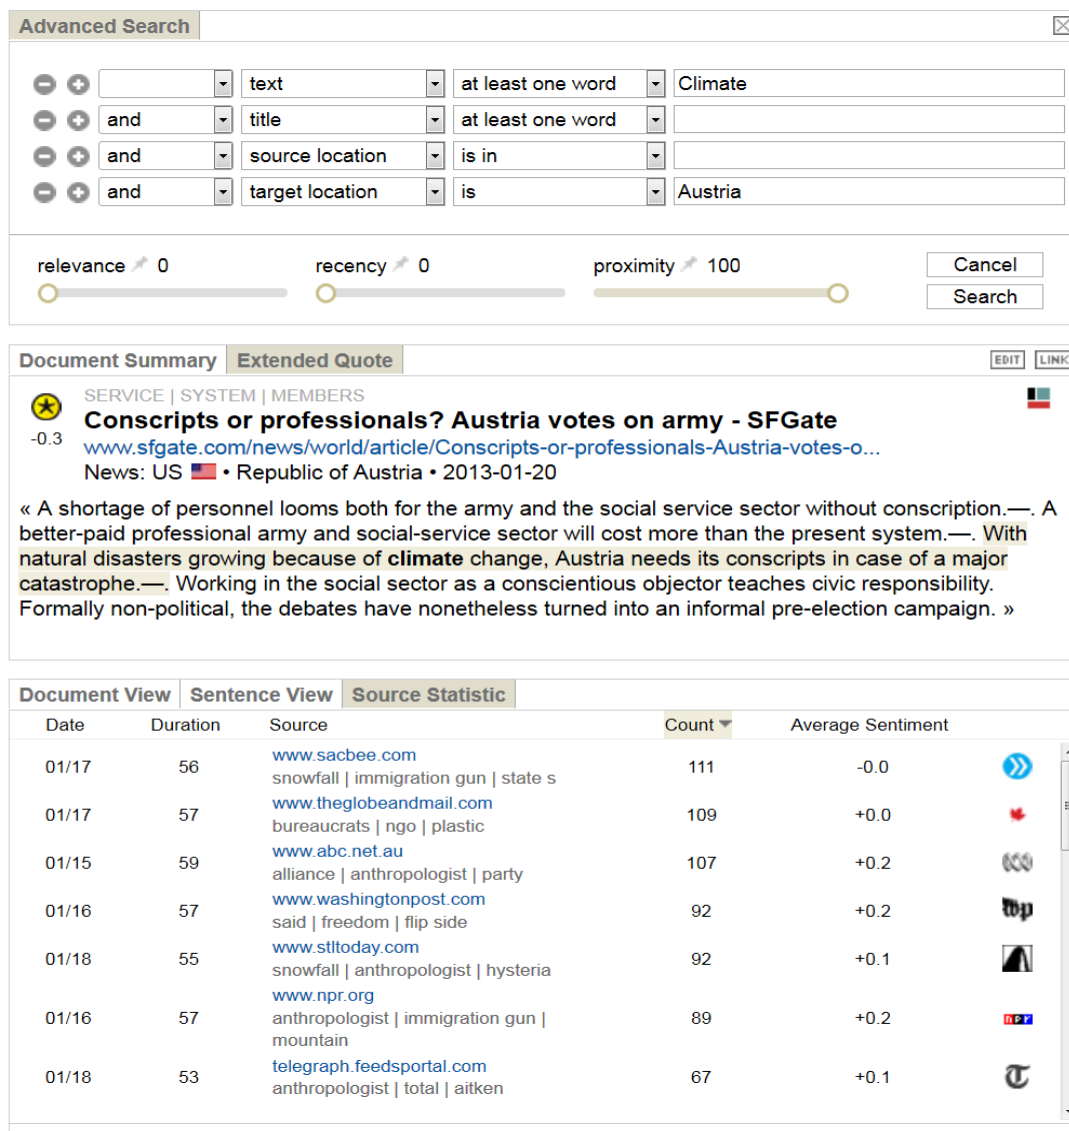 Advanced Search
text at least one word Climate
and title at least one word
and source location is in
and target location is Austria
relevance 0 recency 0 proximity 100 Cancel
Search
Document Summary Extended Quote EDIT LINK
SERVICE | SYSTEM | MEMBERS
Conscripts or professionals? Austria votes on army - SFGate
-0.3
www.sfgate.com/news/world/article/Conscripts-or-professionals-Austria-votes-o...
News: US • Republic of Austria • 2013-01-20
« A shortage of personnel looms both for the army and the social service sector without conscription.—. A
better-paid professional army and social-service sector will cost more than the present system.—. With
natural disasters growing because of climate change, Austria needs its conscripts in case of a major
catastrophe.—. Working in the social sector as a conscientious objector teaches civic responsibility.
Formally non-political, the debates have nonetheless turned into an informal pre-election campaign. »
Document View Sentence View Source Statistic
Date Duration Source Count Average Sentiment
www.sacbee.com
01/17 56 111 -0.0
snowfall | immigration gun | state s
www.theglobeandmail.com
01/17 57 109 +0.0
bureaucrats | ngo | plastic
www.abc.net.au
01/15 59 107 +0.2
alliance | anthropologist | party
www.washingtonpost.com
01/16 57 92 +0.2 wp
said | freedom | flip side
www.stltoday.com
01/18 55 92 +0.1
snowfall | anthropologist | hysteria
www.npr.org
01/16 57 anthropologist | immigration gun | 89 +0.2 npr
mountain
telegraph.feedsportal.com
01/18 53 67 +0.1 T
anthropologist | total | aitken